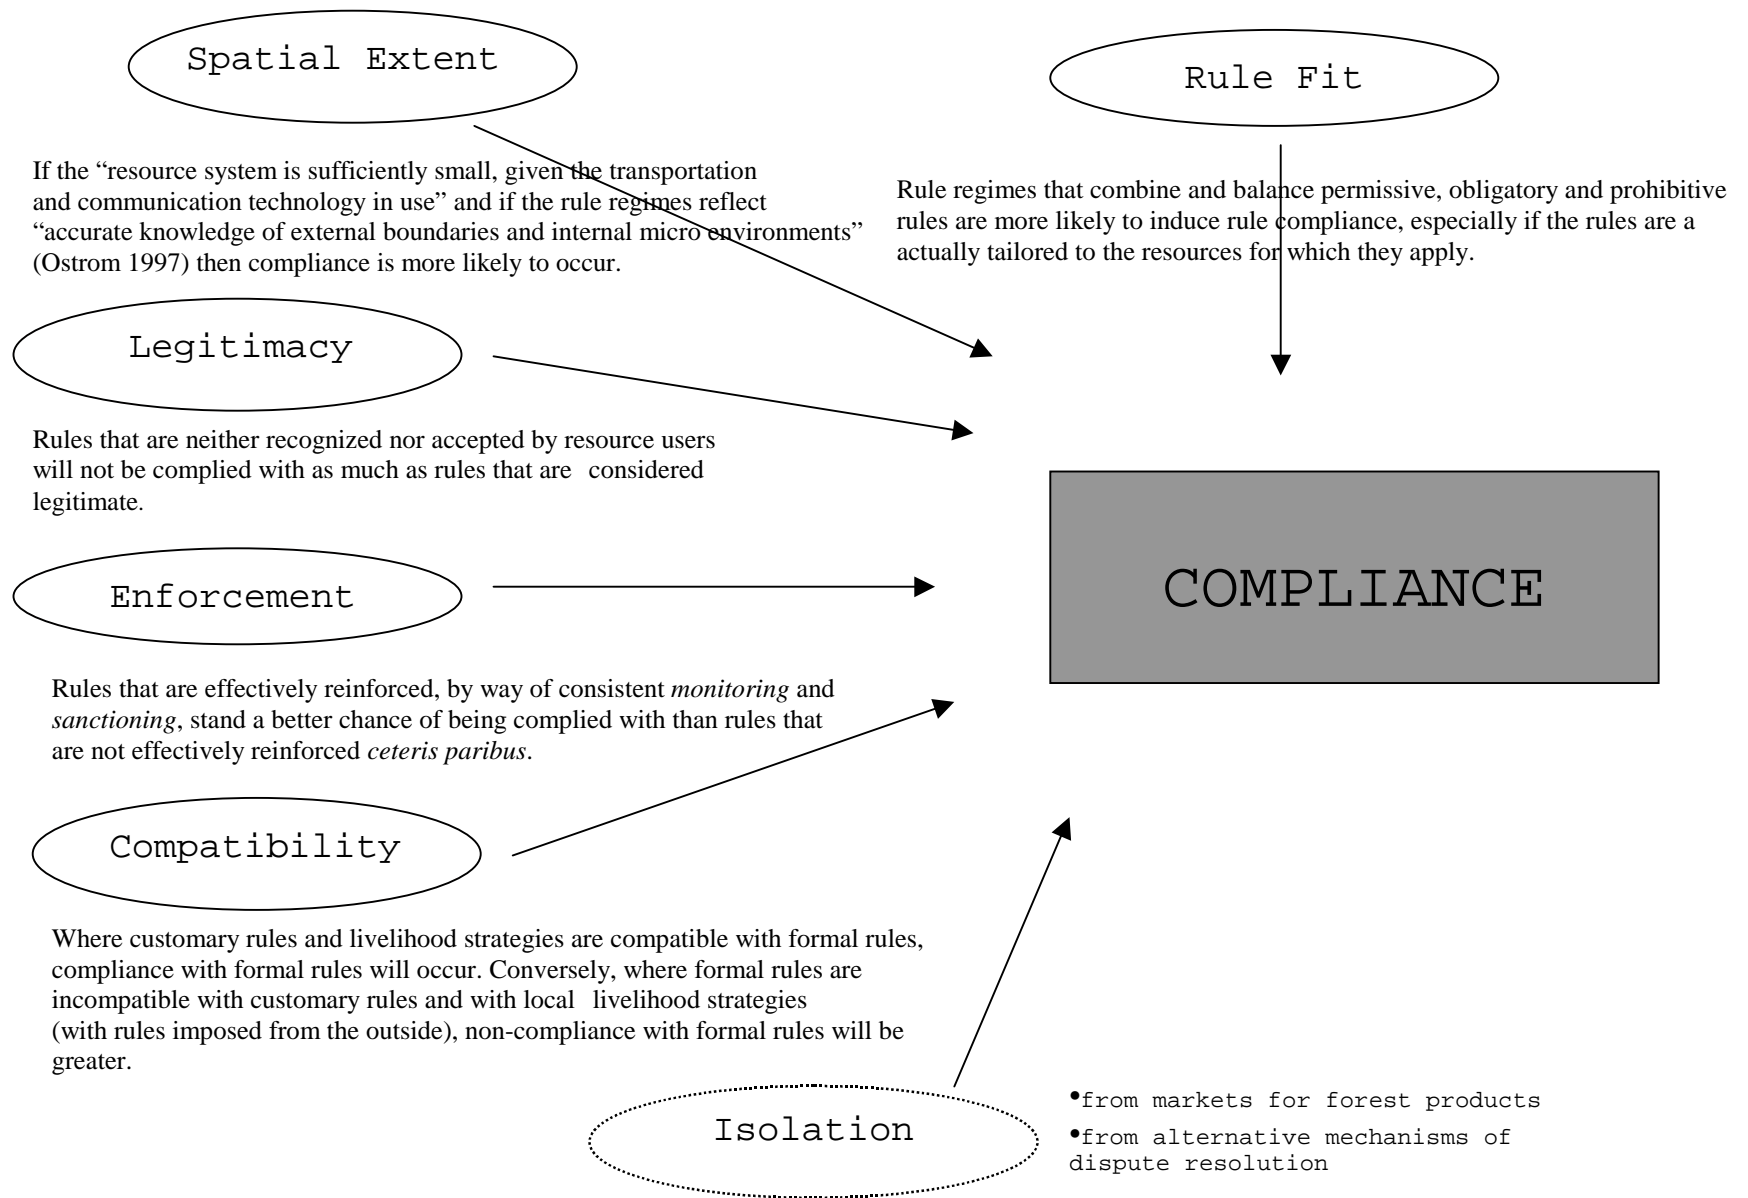 Spatial Extent
If the “resource system is sufficiently small, given the transportation
and communication technology in use” and if the rule regimes reflect
“accurate knowledge of external boundaries and internal micro environments”
(Ostrom 1997) then compliance is more likely to occur.
Rule Fit
Rule regimes that combine and balance permissive, obligatory and prohibitive
rules are more likely to induce rule compliance, especially if the rules are a
actually tailored to the resources for which they apply.
Legitimacy
Rules that are neither recognized nor accepted by resource users
will not be complied with as much as rules that are considered
legitimate.
Enforcement
Rules that are effectively reinforced, by way of consistent monitoring and
sanctioning, stand a better chance of being complied with than rules that
are not effectively reinforced ceteris paribus.
COMPLIANCE
Compatibility
Where customary rules and livelihood strategies are compatible with formal rules,
compliance with formal rules will occur. Conversely, where formal rules are
incompatible with customary rules and with local livelihood strategies
(with rules imposed from the outside), non-compliance with formal rules will be
greater.
Isolation
•from markets for forest products
•from alternative mechanisms of
dispute resolution